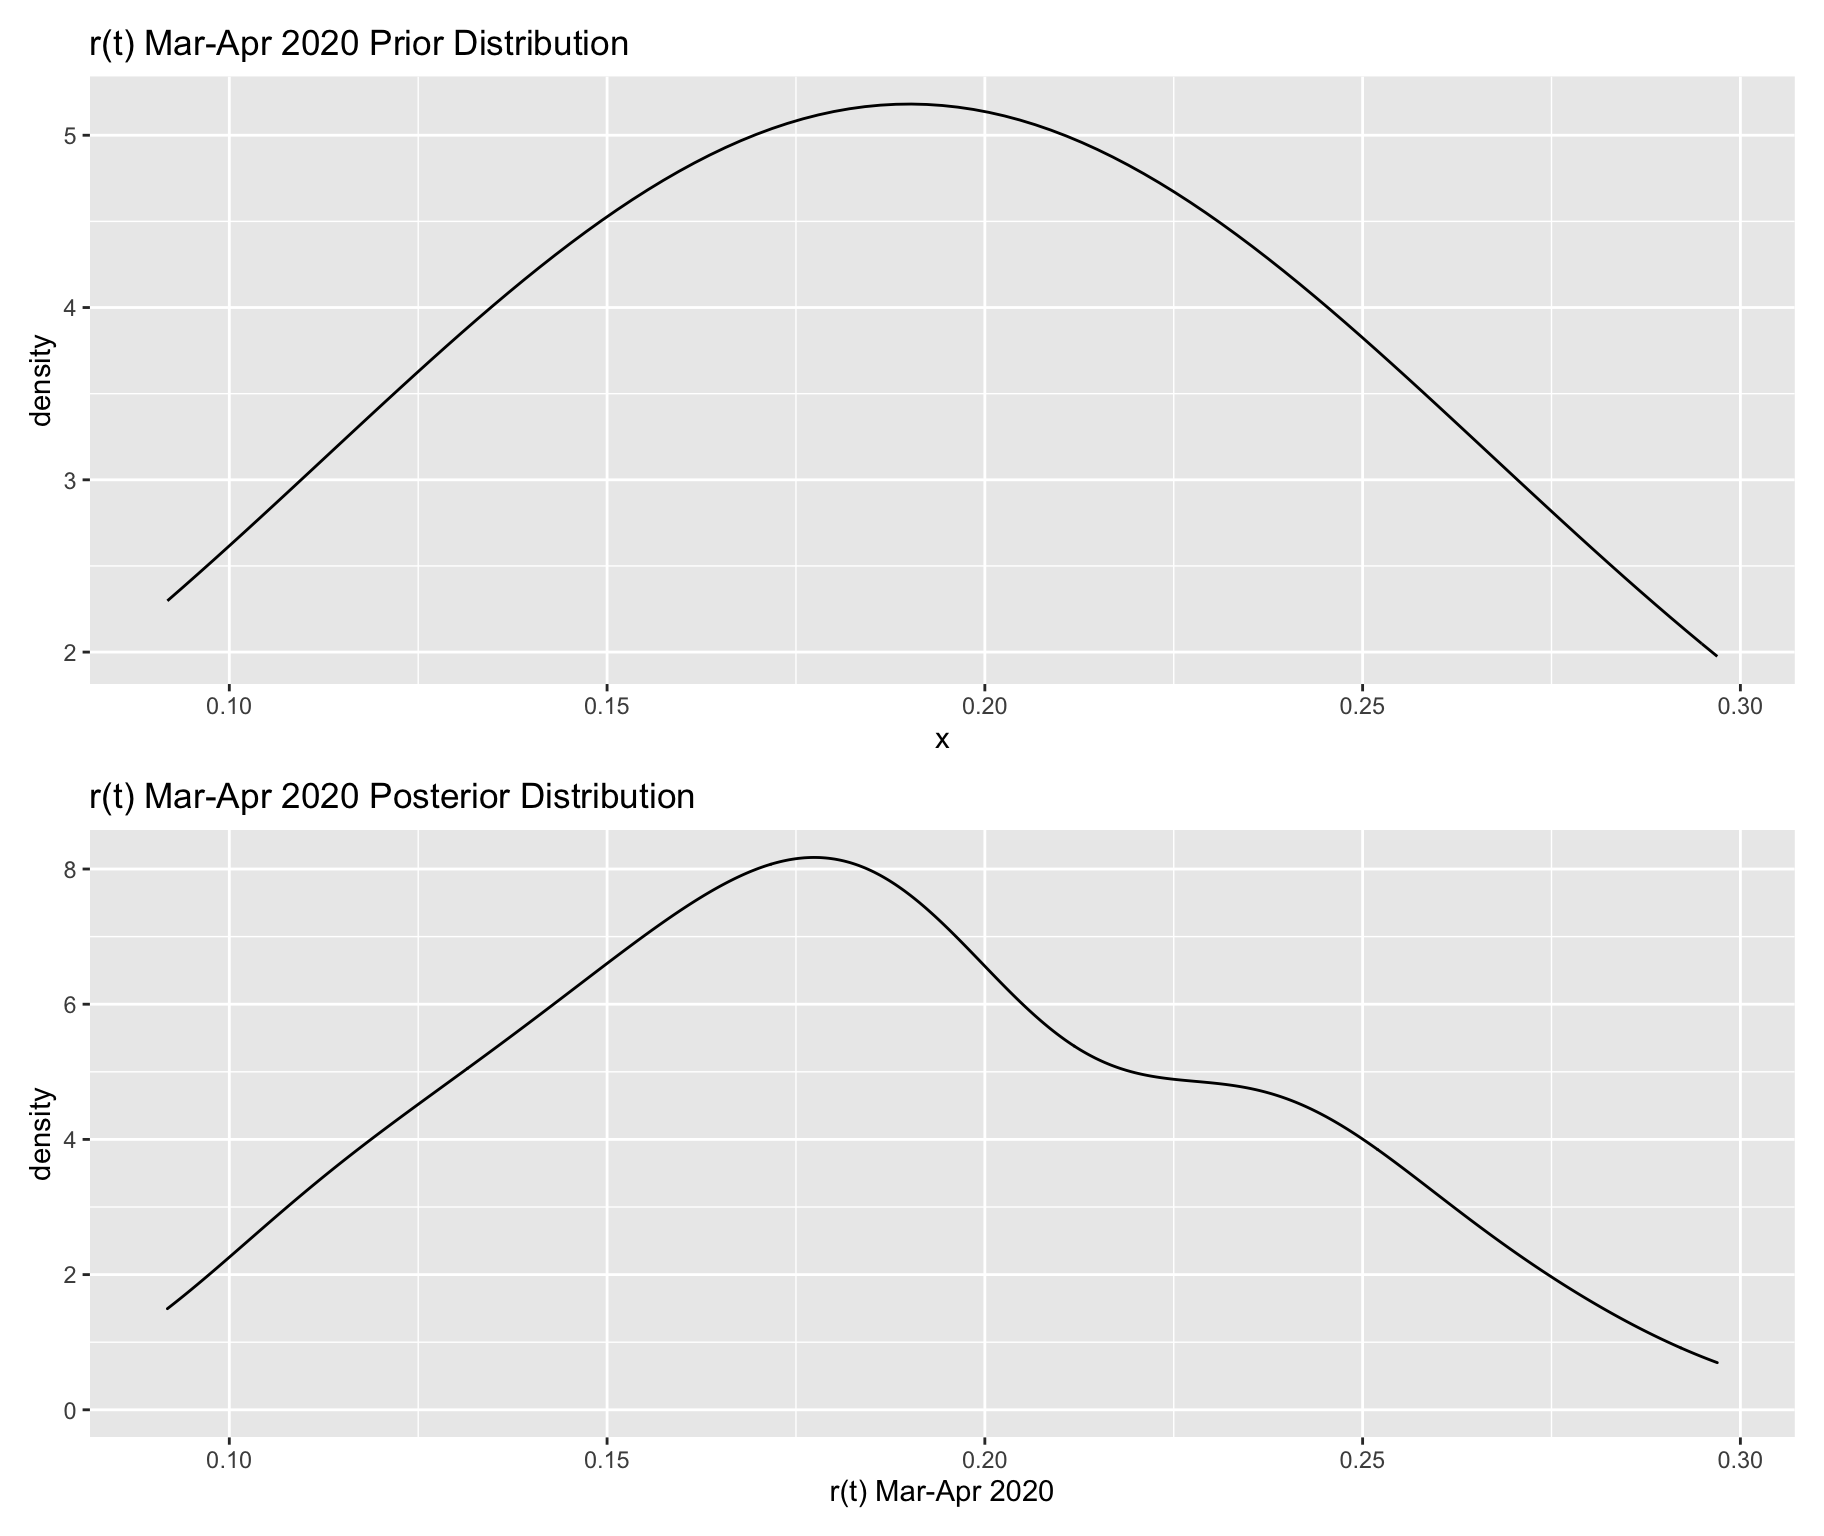 r(t) Mar-Apr 2020 Prior Distribution
5
4
3
2
density
0.10 0.15 0.20 0.25 0.30
x
r(t) Mar-Apr 2020 Posterior Distribution
8
6
4
2
0
density
0.10 0.15 0.20 0.25 0.30
r(t) Mar-Apr 2020